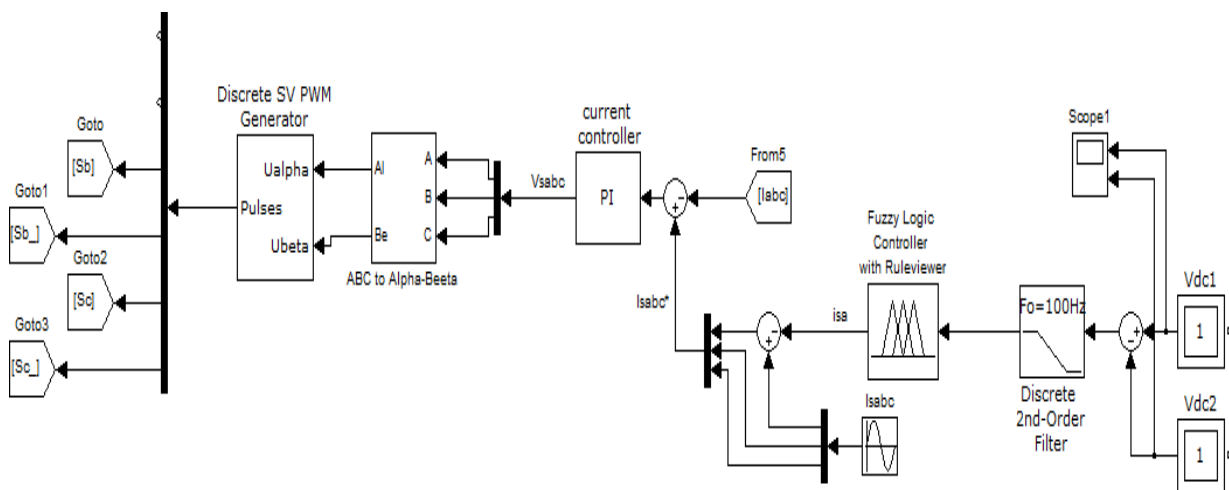 Goto
[Sb]
Goto1
[Sb_]
Goto2
[Sc]
Goto3
[Sc_]
Discrete SV PWM
Generator
Ualpha
Pulses
Ubeta
Al
Be
A
B
C
ABC to Alpha-Beeta
Vsabc
current
controller
PI
From5
[Iabc]
Isabc*
isa
Fuzzy Logic
Controller
with Ruleviewer
Isabc
Fo=100Hz
Discrete
2nd-Order
Filter
Scope1
Vdc1
1
Vdc2
1